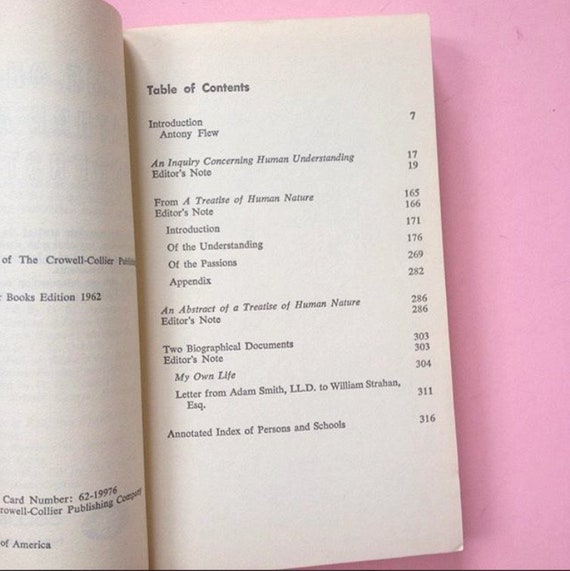 of The Crowell-Collier
Books Edition 1962
Card Number: 62-19976
Crowell-Collier Publishing Company
of America
Table of Contents
Introduction 7
Antony Flew
An Inquiry Concerning Human Understanding 17
Editor's Note 19
From A Treatise of Human Nature 165
Editor's Note 166
Introduction 171
Of the Understanding 176
Of the Passions 269
Appendix 282
An Abstract of a Treatise of Human Nature 286
Editor's Note 286
Two Biographical Documents 303
Editor's Note 303
My Own Life 304
Letter from Adam Smith, LL.D. to William Strahan,
Esq. 311
Annotated Index of Persons and Schools 316